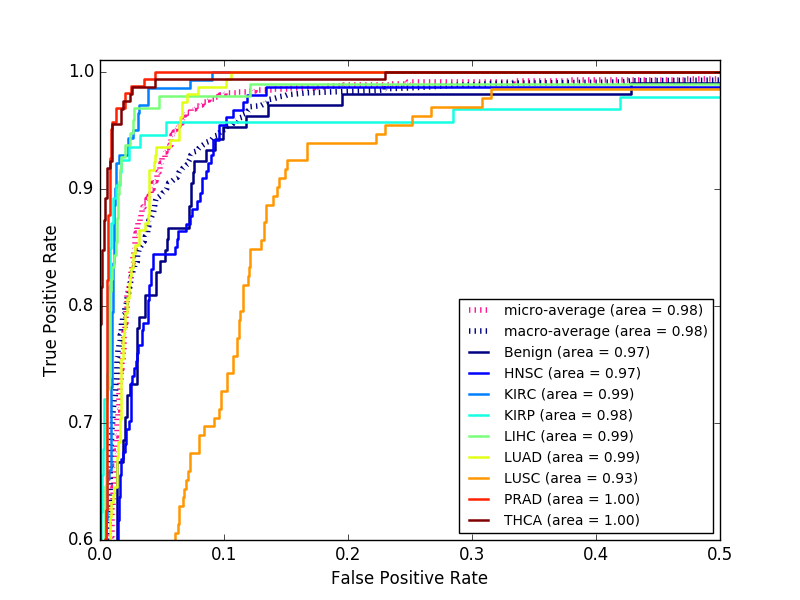 1.0
0.9
0.8
0.7
0.6
True Positive Rate
micro-average (area = 0.98)
macro-average (area = 0.98)
Benign (area = 0.97)
HNSC (area = 0.97)
KIRC (area = 0.99)
KIRP (area = 0.98)
LIHC (area = 0.99)
LUAD (area = 0.99)
LUSC (area = 0.93)
PRAD (area = 1.00)
THCA (area = 1.00)
0.0 0.1 0.2 0.3 0.4 0.5
False Positive Rate